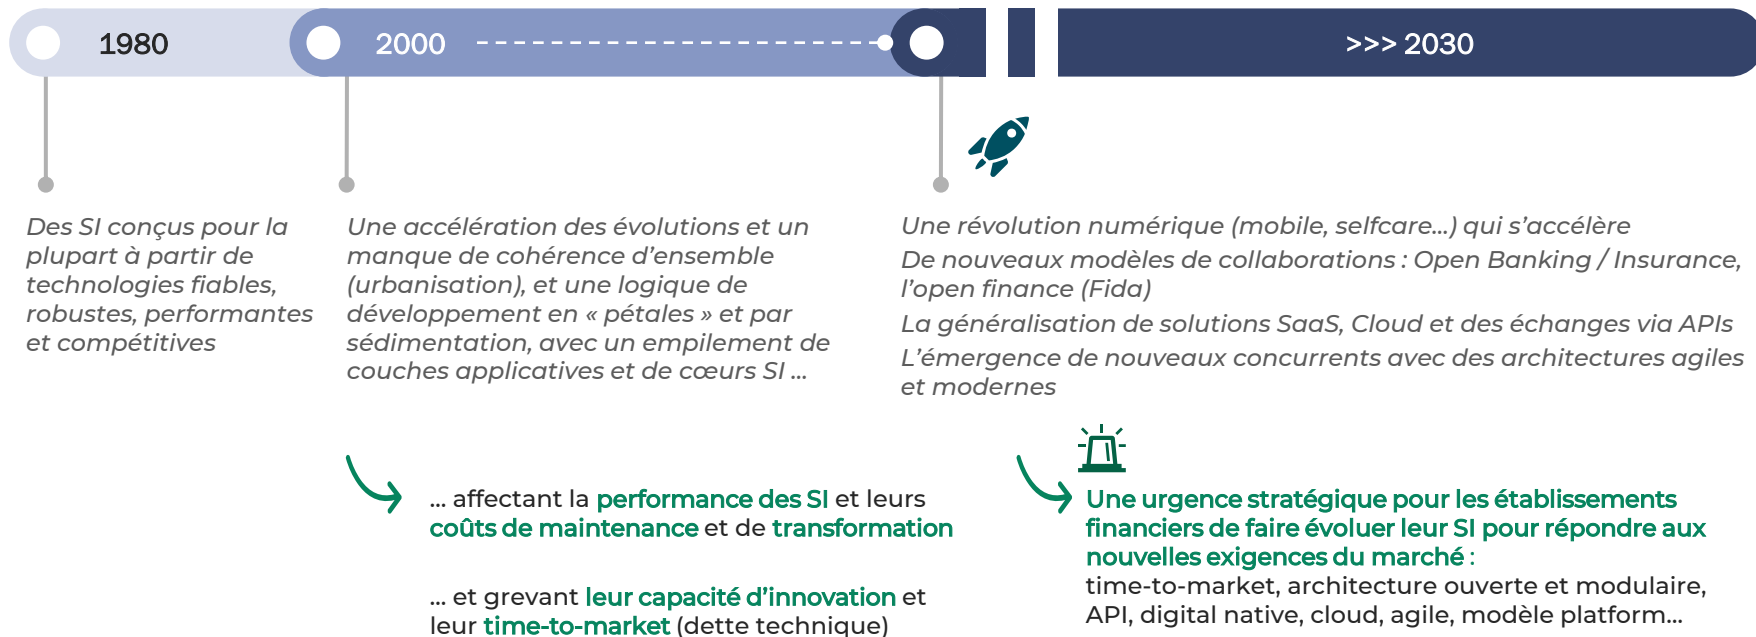 1980
2000
>>> 2030
Des SI conçus pour la
plupart à partir de
technologies fiables,
robustes, performantes
et compétitives
Une accélération des évolutions et un
manque de cohérence d’ensemble
(urbanisation), et une logique de
développement en « pétales » et par
sédimentation, avec un empilement de
couches applicatives et de cœurs SI ...
... affectant la performance des SI et leurs
coûts de maintenance et de transformation
... et grevant leur capacité d’innovation et
leur time-to-market (dette technique)
Une révolution numérique (mobile, selfcare...) qui s’accélère
De nouveaux modèles de collaborations : Open Banking / Insurance,
l’open finance (Fida)
La généralisation de solutions SaaS, Cloud et des échanges via APIs
L’émergence de nouveaux concurrents avec des architectures agiles
et modernes
Une urgence stratégique pour les établissements
financiers de faire évoluer leur SI pour répondre aux
nouvelles exigences du marché :
time-to-market, architecture ouverte et modulaire,
API, digital native, cloud, agile, modèle platform...